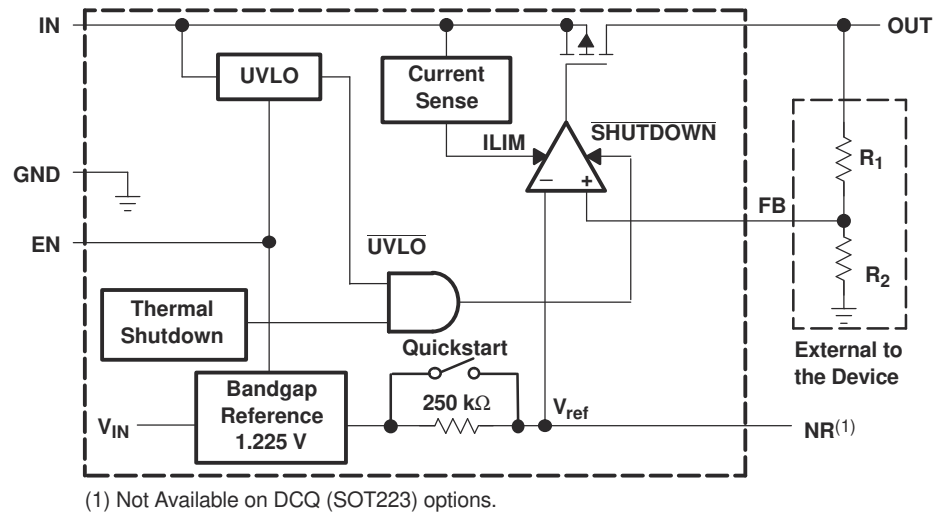 IN
OUT
UVLO
Current
Sense
SHUTDOWN
ILIM
R1
GND
− +
FB
EN
UVLO
R2
Thermal
Shutdown
Quickstart
External to
the Device
Bandgap
Reference
1.225 V
250 kΩ
Vref
VIN
NR(1)
(1) Not Available on DCQ (SOT223) options.